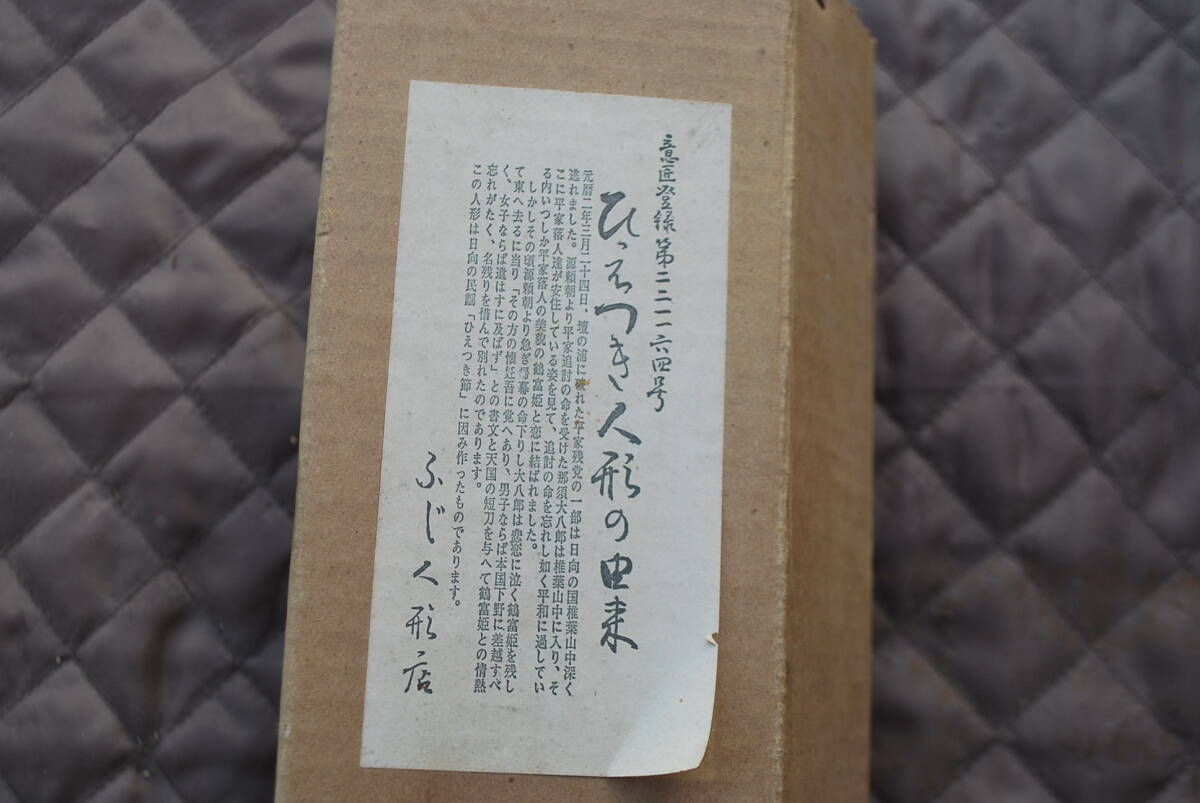 意匠登録第二二一一六四号
ひえつき人形の由来
元暦二年三月二十四日、壇の浦に破れた平家残党の一部は日向の国椎葉山中深く
逃れました。源頼朝より平家追討の命を受けた那須大八郎は椎葉山中に入り、そ
こに平家落人達が安住している姿を見て、追討の命を忘れし如く平和に過してい
る内いつしか平家落人の美貌の鶴富姫と恋に結ばれました。
しかしその頃源頼朝より急ぎ帰幕の命下りし大八郎は悲恋に泣く鶴富姫を残し
て東へ去るに当り「その方の懐妊吾に覚へあり、男子ならば本国下野に差越すべ
く、女子ならば遣はすに及ばず」との書文と天国の短刀を与へて鶴富姫との情熱
忘れがたく、名残りを惜んで別れたのであります。
この人形は日向の民謡「ひえつき節」に因み作ったものであります。
ふじ人形店